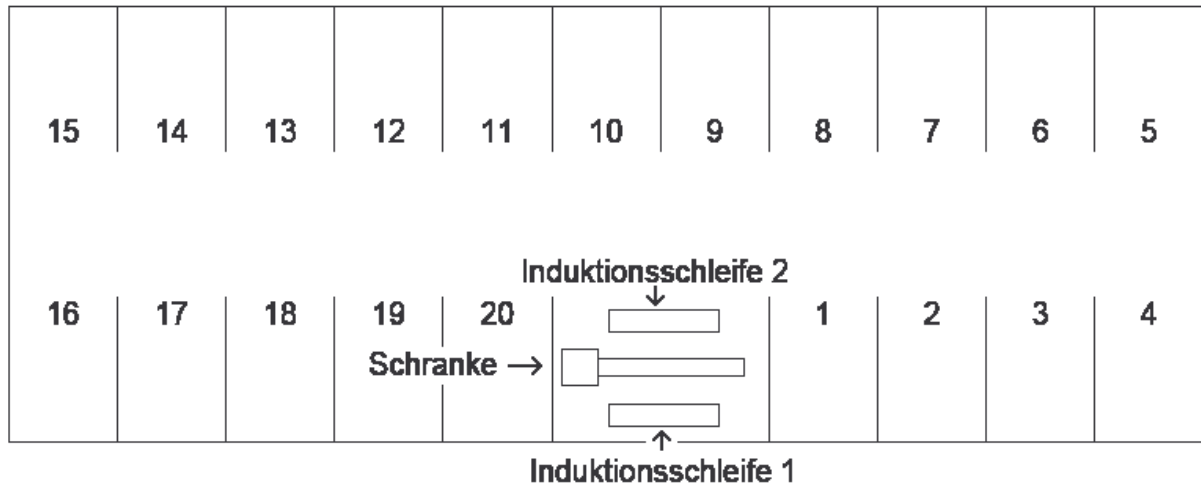 15 14 13 12 11 10 9 8 7 6 5
Induktionsschleife 2
16 17 18 19 20 1 2 3 4
Schranke
Induktionsschleife 1